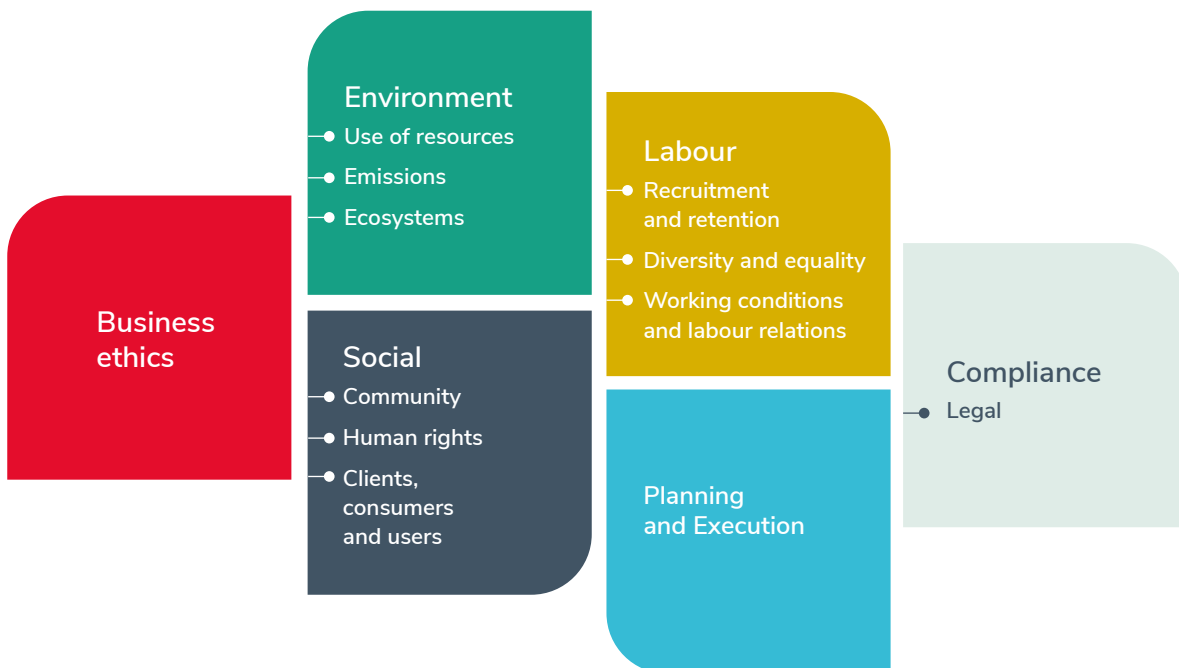 Business
ethics
Environment
Use of resources
Emissions
Ecosystems
Social
Community
Human rights
Clients,
consumers
and users
Labour
Recruitment
and retention
Diversity and equality
Working conditions
and labour relations
Planning
and Execution
Compliance
Legal